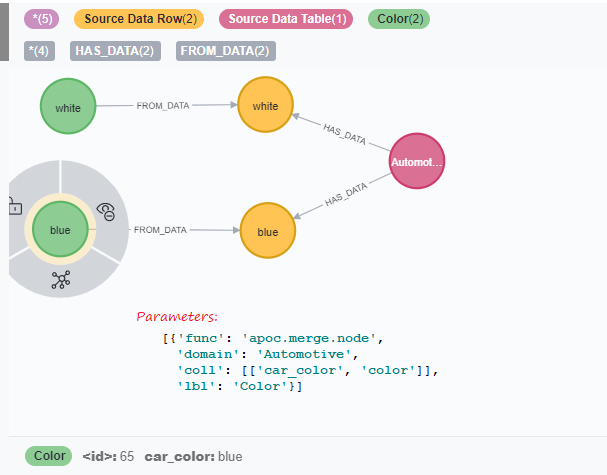 *(5) Source Data Row(2) Source Data Table(1) Color(2)
*(4) HAS_DATA(2) FROM_DATA(2)
white FROM_DATA white
HAS_DATA
Automot...
HAS_DATA
blue FROM_DATA blue
Parameters:
[{'func': 'apoc.merge.node',
'domain': 'Automotive',
'coll': [['car_color', 'color']],
'lbl': 'Color'}]
Color <id>: 65 car_color: blue